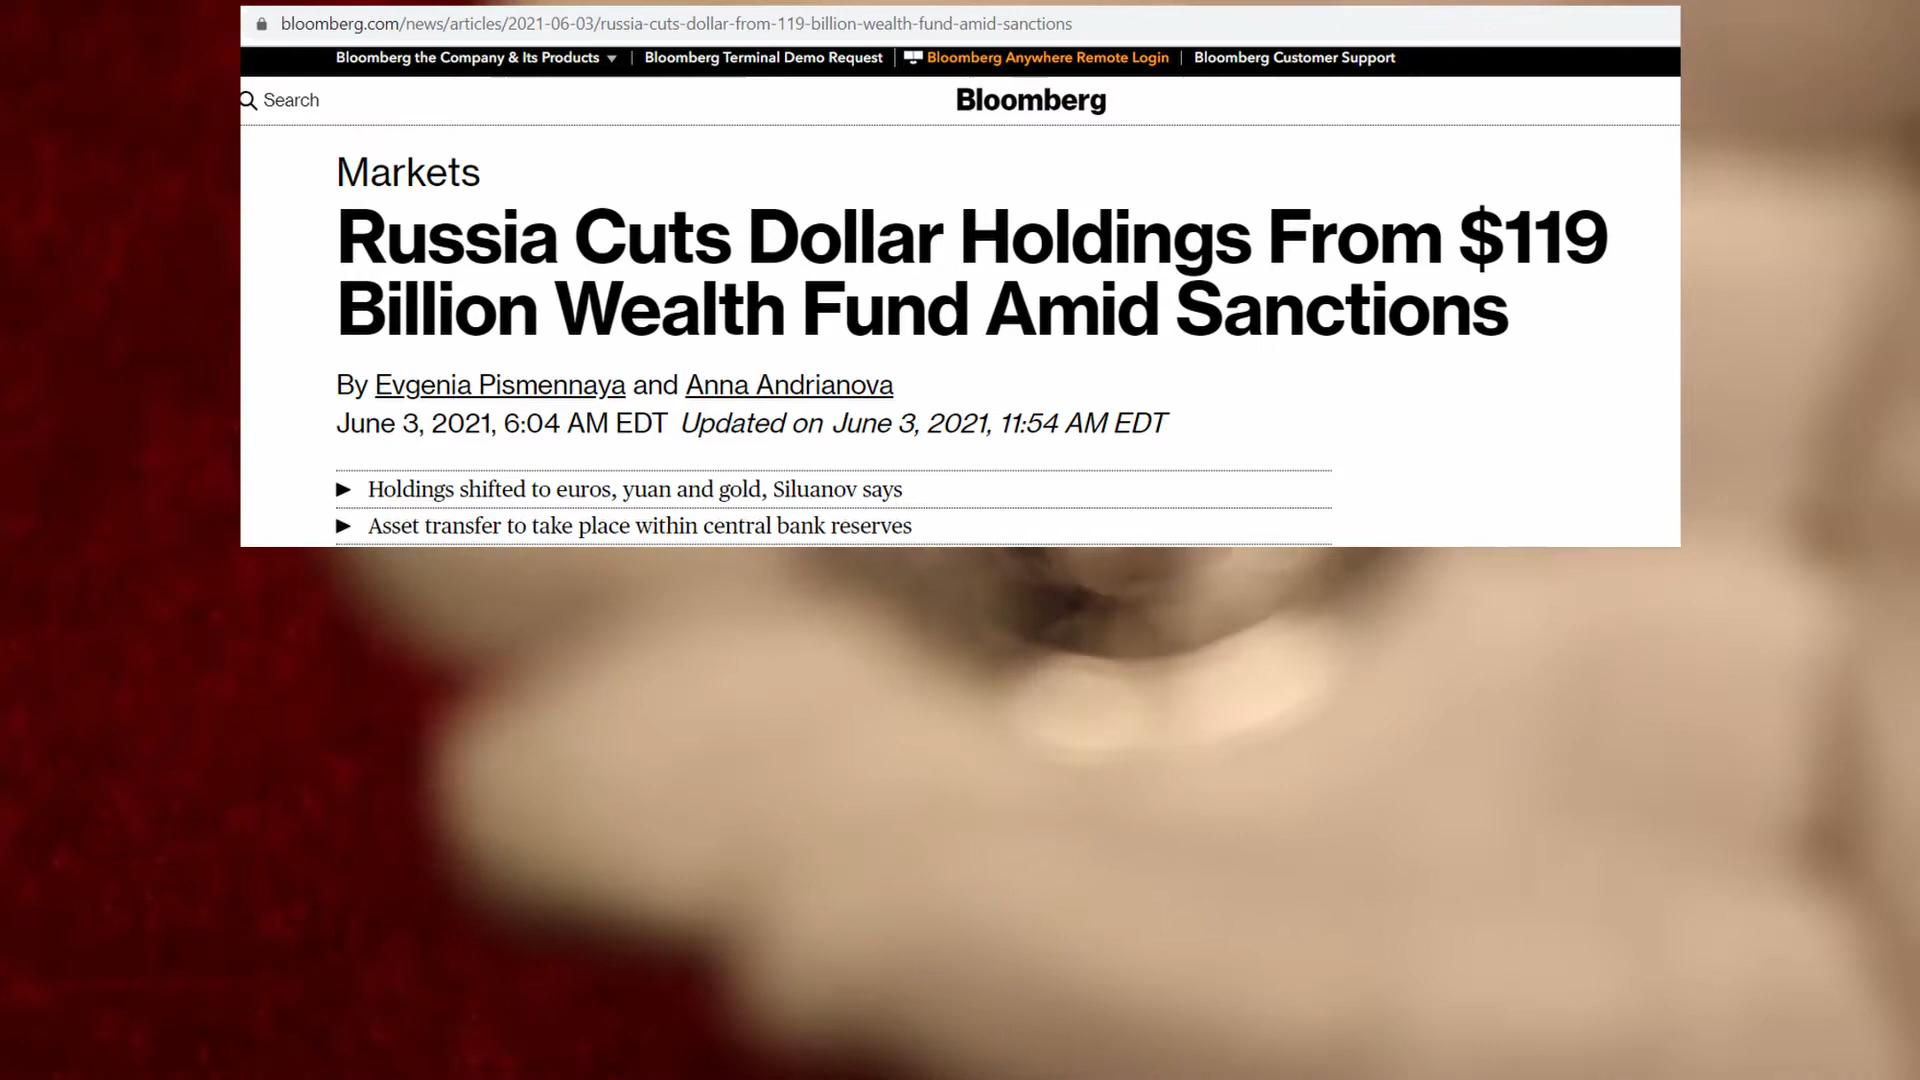 bloomberg.com/news/articles/2021-06-03/russia-cuts-dollar-from-119-billion-wealth-fund-amid-sanctions
Bloomberg the Company & Its Products ▼ | Bloomberg Terminal Demo Request | Bloomberg Anywhere Remote Login | Bloomberg Customer Support
Search
Bloomberg
Markets
Russia Cuts Dollar Holdings From $119
Billion Wealth Fund Amid Sanctions
By Evgenia Pismennaya and Anna Andrianova
June 3, 2021, 6:04 AM EDT Updated on June 3, 2021, 11:54 AM EDT
► Holdings shifted to euros, yuan and gold, Siluanov says
► Asset transfer to take place within central bank reserves